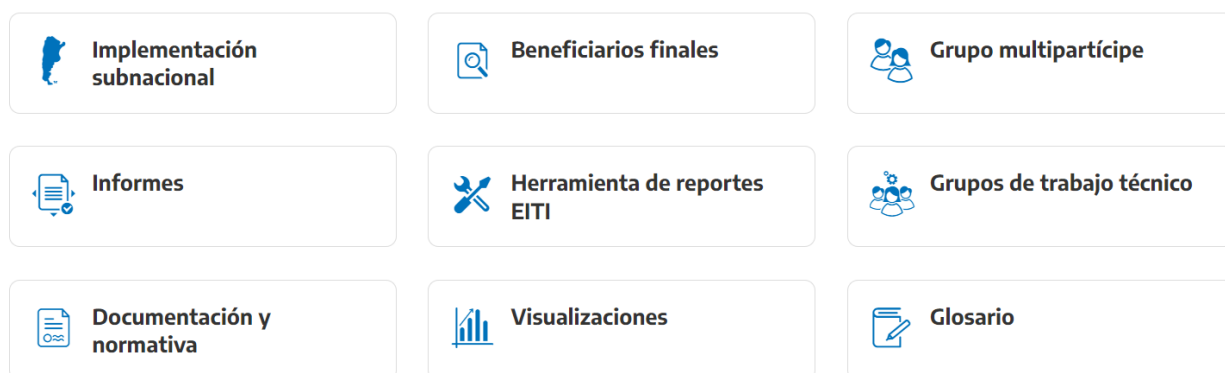 Implementación
subnacional
Beneficiarios finales
Grupo multipartícipe
Informes
Herramienta de reportes
EITI
Grupos de trabajo técnico
Documentación y
normativa
Visualizaciones
Glosario